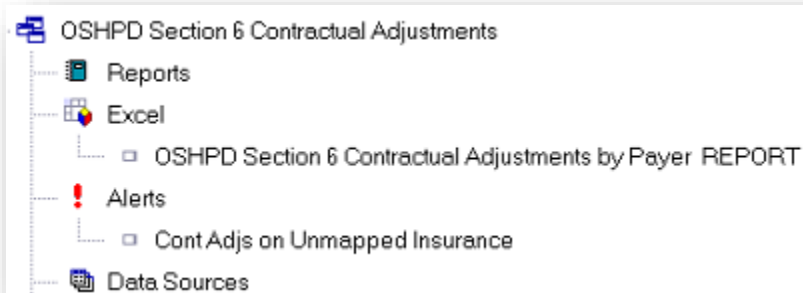 OSHPD Section 6 Contractual Adjustments
Reports
Excel
OSHPD Section 6 Contractual Adjustments by Payer REPORT
Alerts
Cont Adjs on Unmapped Insurance
Data Sources